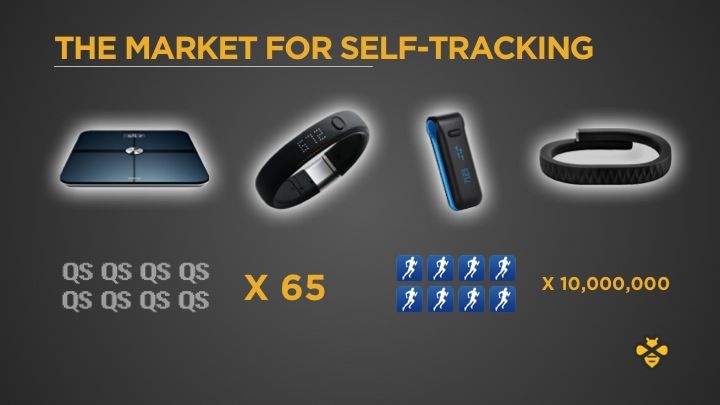 THE MARKET FOR SELF-TRACKING
QS QS QS QS
QS QS QS QS
X 65
X 10,000,000